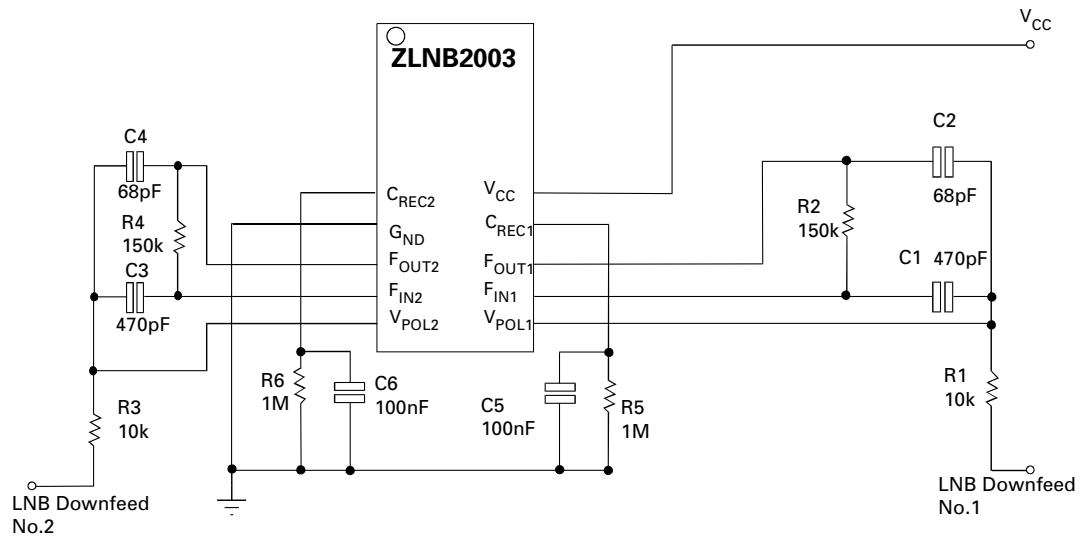 ZLNB2003
VCC
C4
68pF
R4
150k
C3
470pF
R3
10k
LNB Downfeed
No.2
CREC2
GND
FOUT2
FIN2
VPOL2
VCC
CREC1
FOUT1
FIN1
VPOL1
R6
1M
C6
100nF
C5
100nF
R5
1M
C2
68pF
R2
150k
C1 470pF
R1
10k
LNB Downfeed
No.1